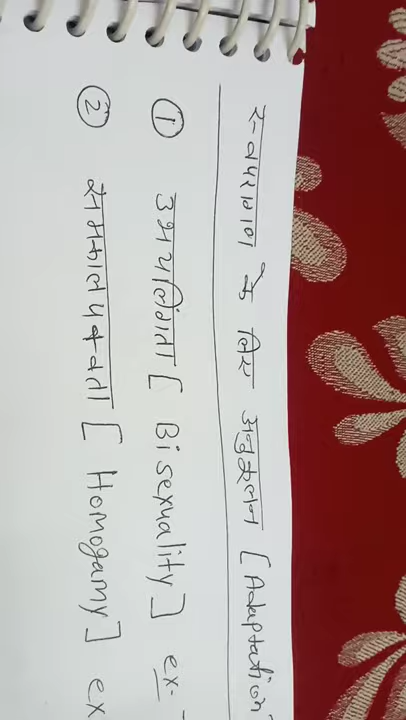 स्वपरागण के लिए अनुकूलन [Adaptation
① उभयलिंगता [Bisexuality] ex-
② समकालपक्वता [Homogamy] ex